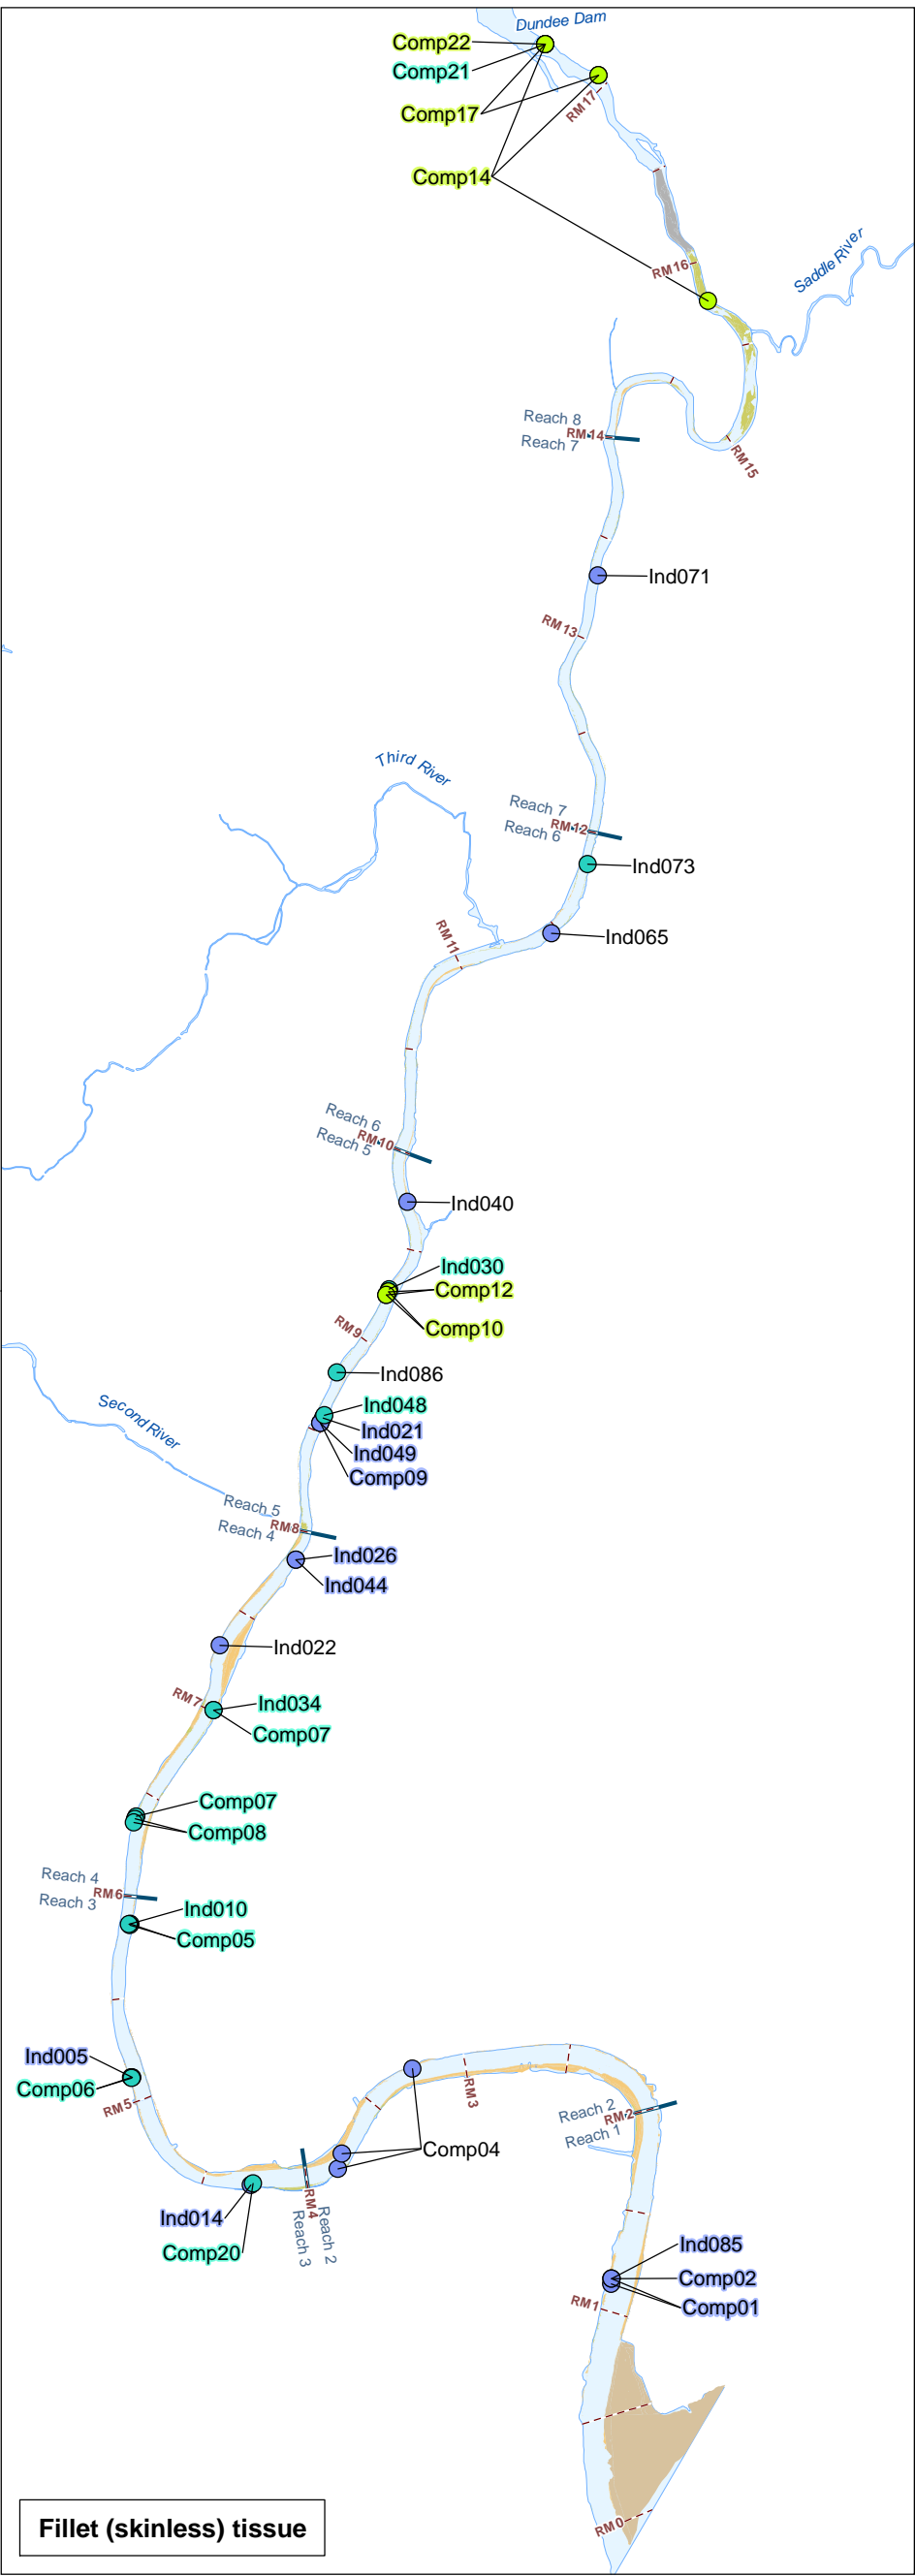 Dundee Dam
Comp22
Comp21
Comp17
RM17
Comp14
Saddle River
RM16
Reach 8
RM14
Reach 7
RM15
Ind071
RM13
Third River
Reach 7
RM12
Reach 6
Ind073
Ind065
RM11
Reach 6
RM10
Reach 5
Ind040
Ind030
Comp12
Comp10
RM9
Ind086
Second River
Ind048
Ind021
Ind049
Comp09
Reach 5
RM8
Reach 4
Ind026
Ind044
Ind022
RM7
Ind034
Comp07
Comp07
Comp08
Reach 4
RM6
Reach 3
Ind010
Comp05
Ind005
Comp06
RM5
RM3
Reach 2
RM2
Reach 1
Comp04
RM4
Reach 2
Reach 3
Ind014
Comp20
Ind085
Comp02
Comp01
RM1
RM0
Fillet (skinless) tissue